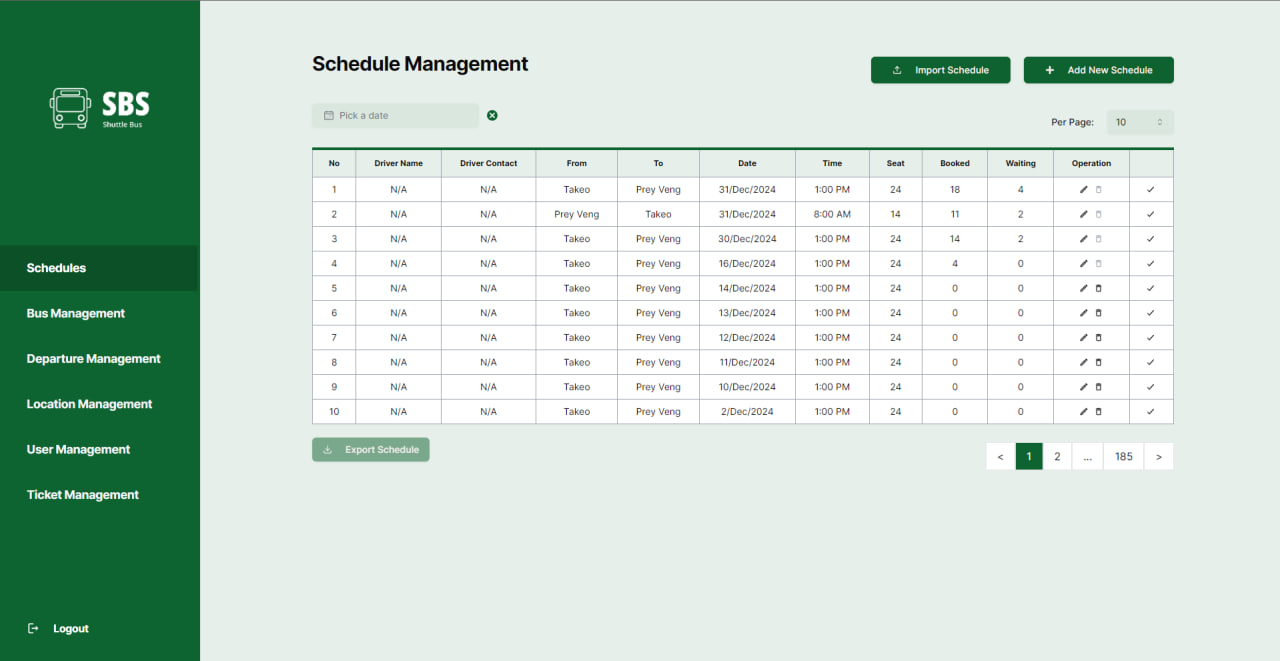 SBS
Shuttle Bus
Schedules
Bus Management
Departure Management
Location Management
User Management
Ticket Management
Logout
Schedule Management
Import Schedule
+ Add New Schedule
Pick a date
Per Page: 10
No Driver Name Driver Contact From To Date Time Seat Booked Waiting Operation
1 N/A N/A Takeo Prey Veng 31/Dec/2024 1:00 PM 24 18 4
2 N/A N/A Prey Veng Takeo 31/Dec/2024 8:00 AM 14 11 2
3 N/A N/A Takeo Prey Veng 30/Dec/2024 1:00 PM 24 14 2
4 N/A N/A Takeo Prey Veng 16/Dec/2024 1:00 PM 24 4 0
5 N/A N/A Takeo Prey Veng 14/Dec/2024 1:00 PM 24 0 0
6 N/A N/A Takeo Prey Veng 13/Dec/2024 1:00 PM 24 0 0
7 N/A N/A Takeo Prey Veng 12/Dec/2024 1:00 PM 24 0 0
8 N/A N/A Takeo Prey Veng 11/Dec/2024 1:00 PM 24 0 0
9 N/A N/A Takeo Prey Veng 10/Dec/2024 1:00 PM 24 0 0
10 N/A N/A Takeo Prey Veng 2/Dec/2024 1:00 PM 24 0 0
Export Schedule
< 1 2 ... 185 >